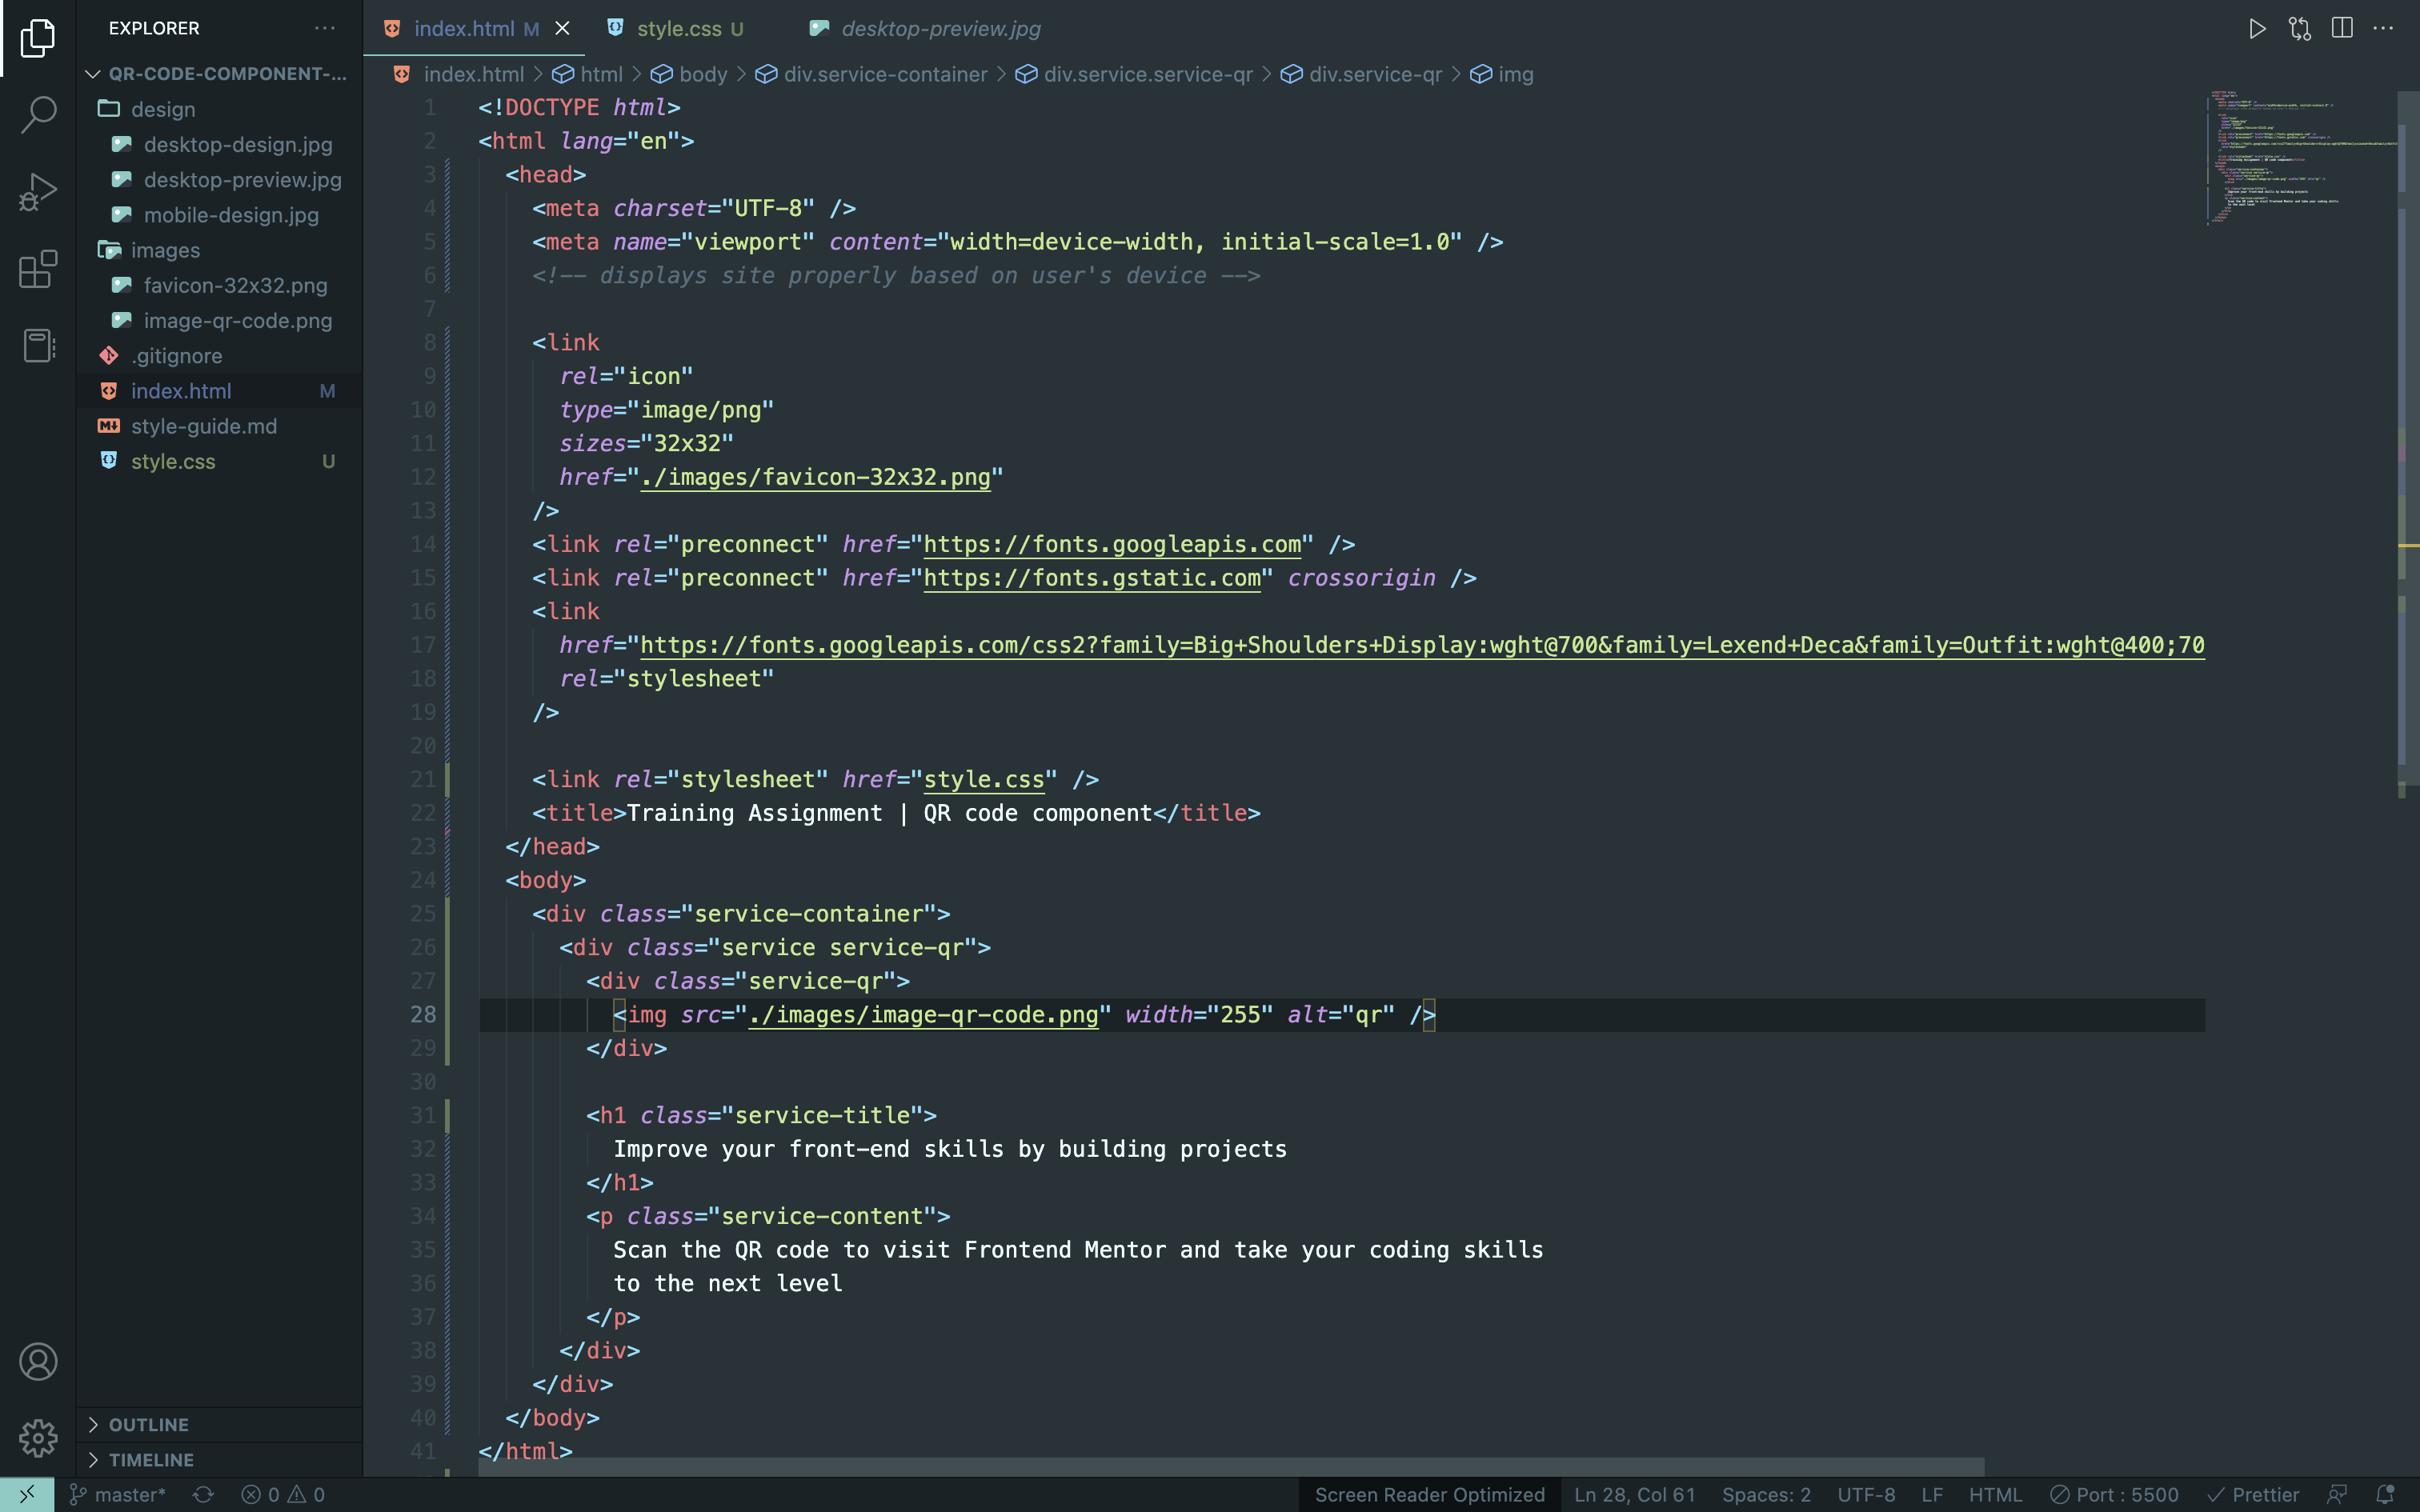 EXPLORER
QR-CODE-COMPONENT-...
design
desktop-design.jpg
desktop-preview.jpg
mobile-design.jpg
images
favicon-32x32.png
image-qr-code.png
.gitignore
index.html M
style-guide.md
style.css U
OUTLINE
TIMELINE
index.html M
style.css U
desktop-preview.jpg
index.html > html > body > div.service-container > div.service.service-qr > div.service-qr > img
1 <!DOCTYPE html>
2 <html lang="en">
3 <head>
4 <meta charset="UTF-8" />
5 <meta name="viewport" content="width=device-width, initial-scale=1.0" />
6 <!-- displays site properly based on user's device -->
7
8 <link
9 rel="icon"
10 type="image/png"
11 sizes="32x32"
12 href="./images/favicon-32x32.png"
13 />
14 <link rel="preconnect" href="https://fonts.googleapis.com" />
15 <link rel="preconnect" href="https://fonts.gstatic.com" crossorigin />
16 <link
17 href="https://fonts.googleapis.com/css2?family=Big+Shoulders+Display:wght@700&family=Lexend+Deca&family=Outfit:wght@400;70
18 rel="stylesheet"
19 />
20
21 <link rel="stylesheet" href="style.css" />
22 <title>Training Assignment | QR code component</title>
23 </head>
24 <body>
25 <div class="service-container">
26 <div class="service service-qr">
27 <div class="service-qr">
28 <img src="./images/image-qr-code.png" width="255" alt="qr" />
29 </div>
30
31 <h1 class="service-title">
32 Improve your front-end skills by building projects
33 </h1>
34 <p class="service-content">
35 Scan the QR code to visit Frontend Mentor and take your coding skills
36 to the next level
37 </p>
38 </div>
39 </div>
40 </body>
41 </html>
master* 0 0 Screen Reader Optimized Ln 28, Col 61 Spaces: 2 UTF-8 LF HTML Port : 5500 Prettier